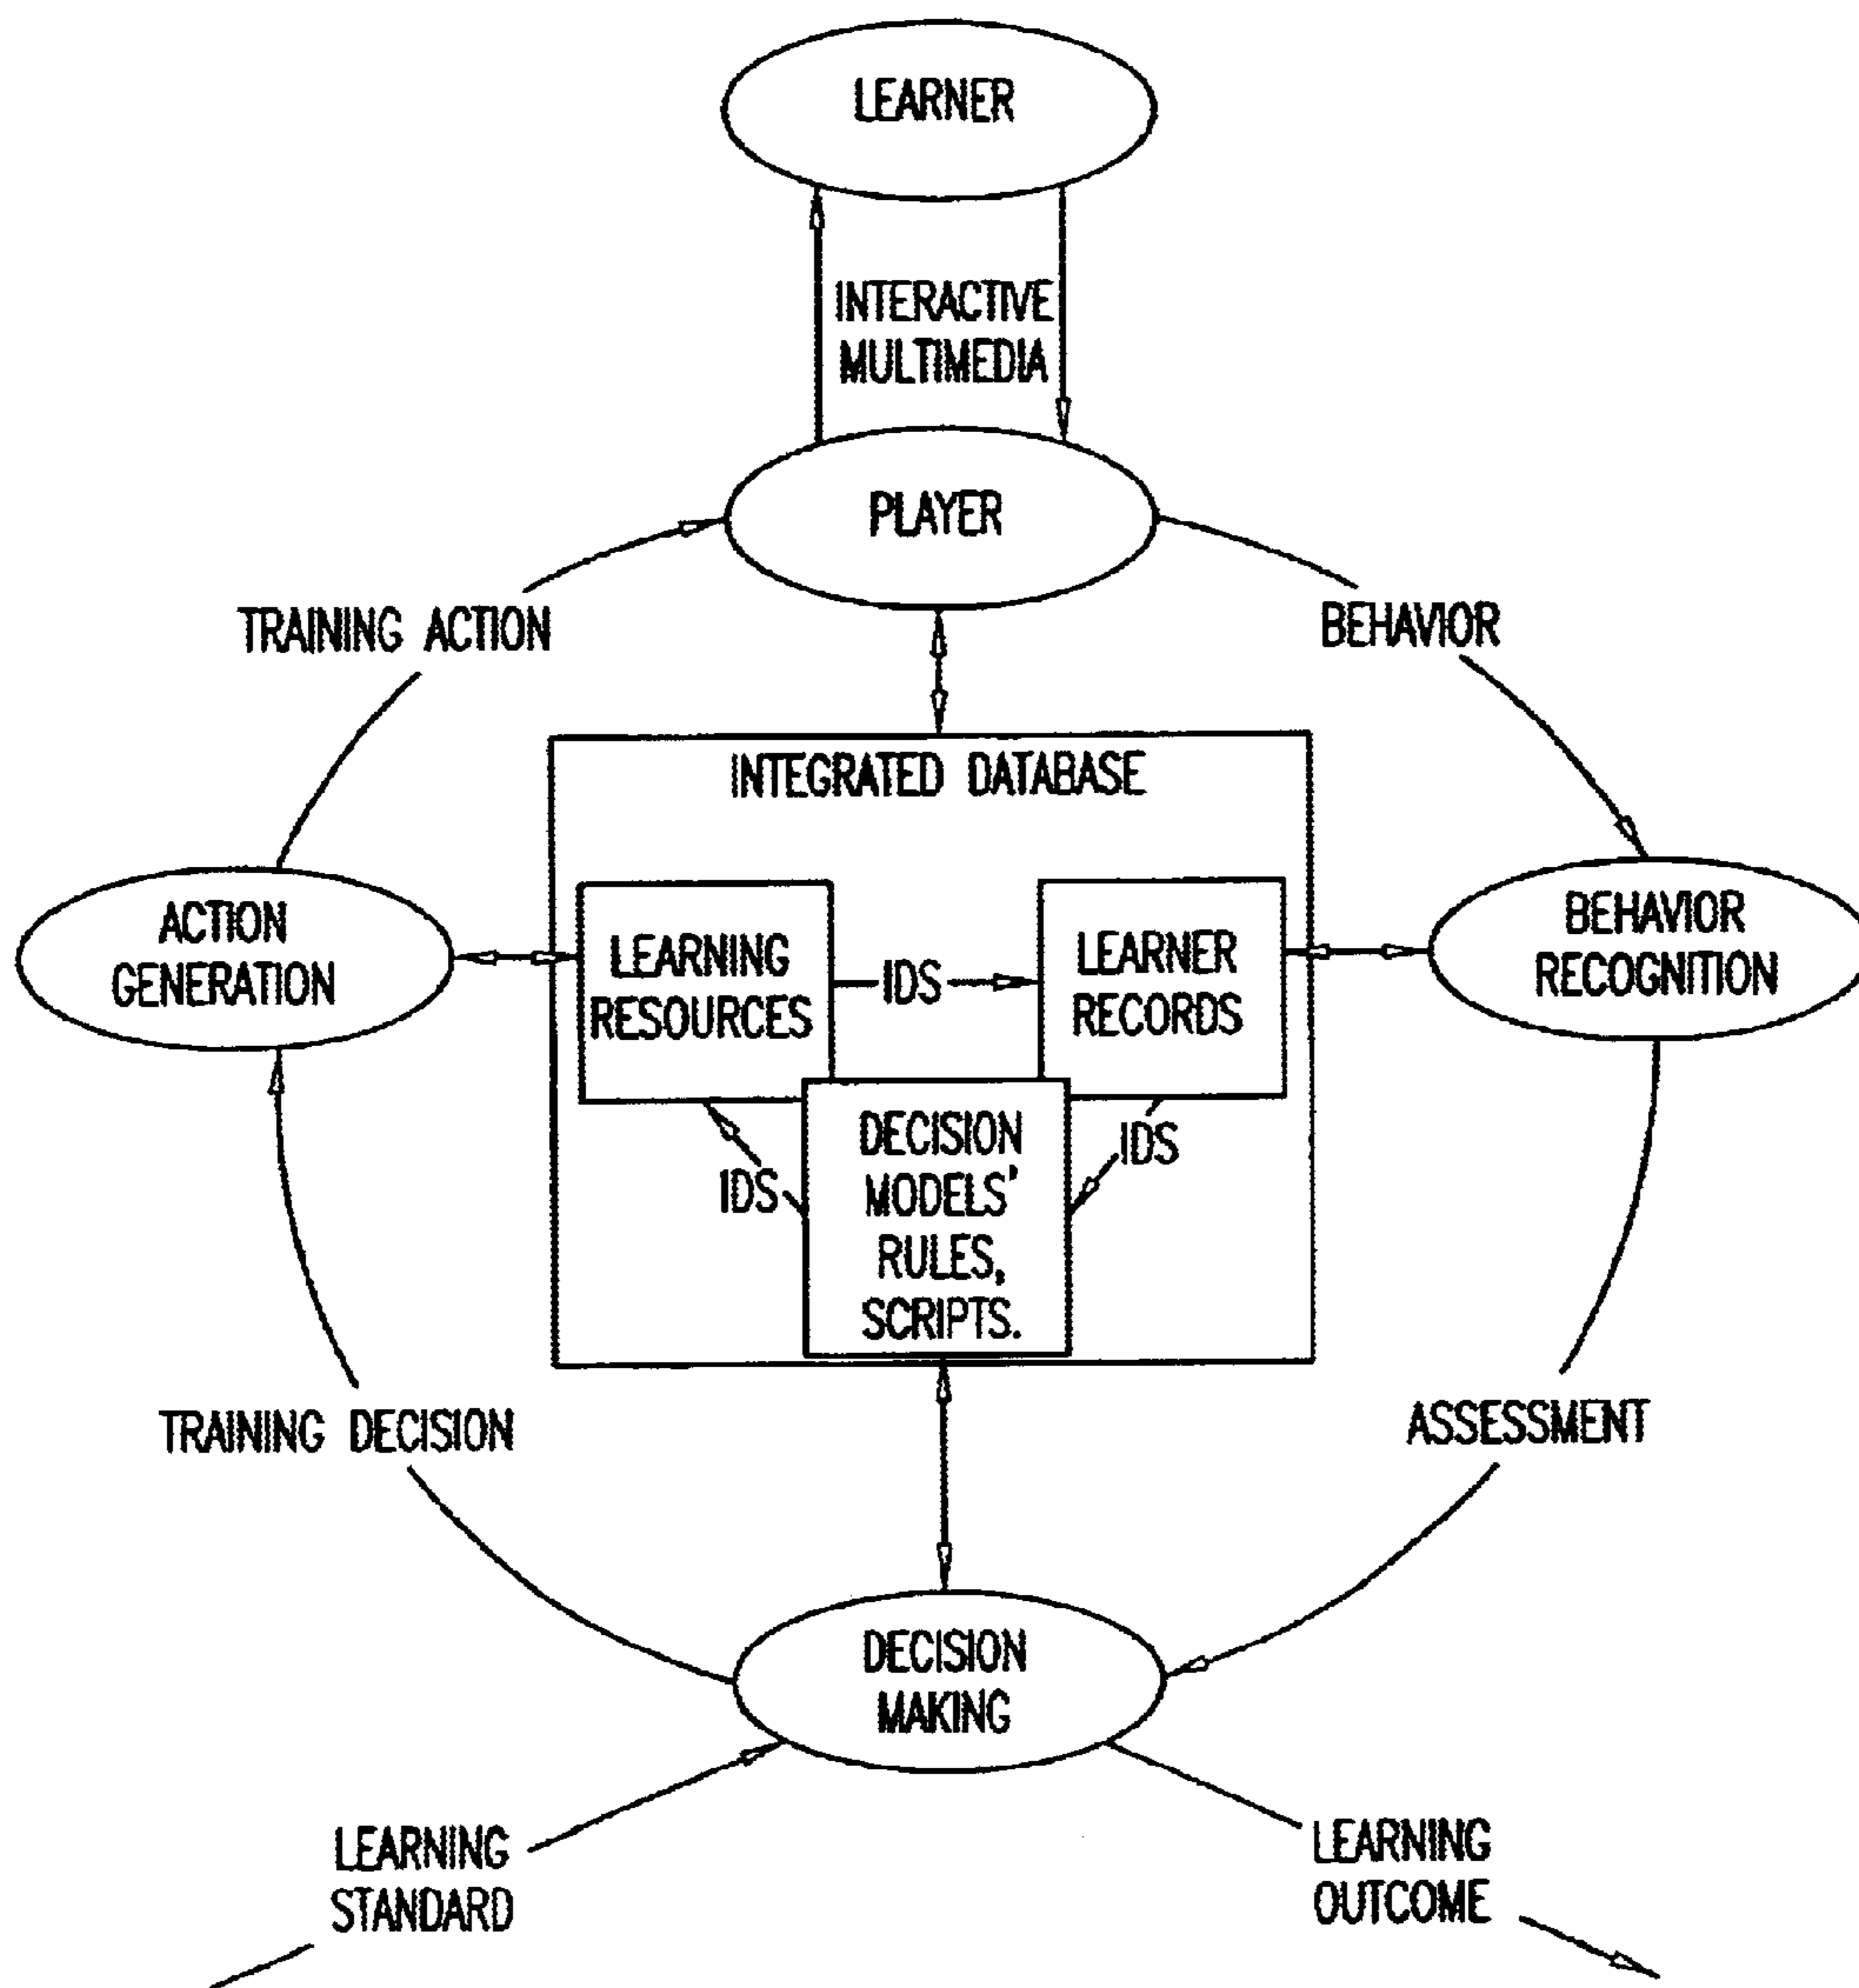 LEARNER
INTERACTIVE
MULTIMEDIA
PLAYER
TRAINING ACTION
BEHAVIOR
INTEGRATED DATABASE
ACTION
GENERATION
LEARNING
RESOURCES
IDS
LEARNER
RECORDS
BEHAVIOR
RECOGNITION
IDS
DECISION
MODELS'
RULES,
SCRIPTS.
IDS
TRAINING DECISION
ASSESSMENT
DECISION
MAKING
LEARNING
STANDARD
LEARNING
OUTCOME